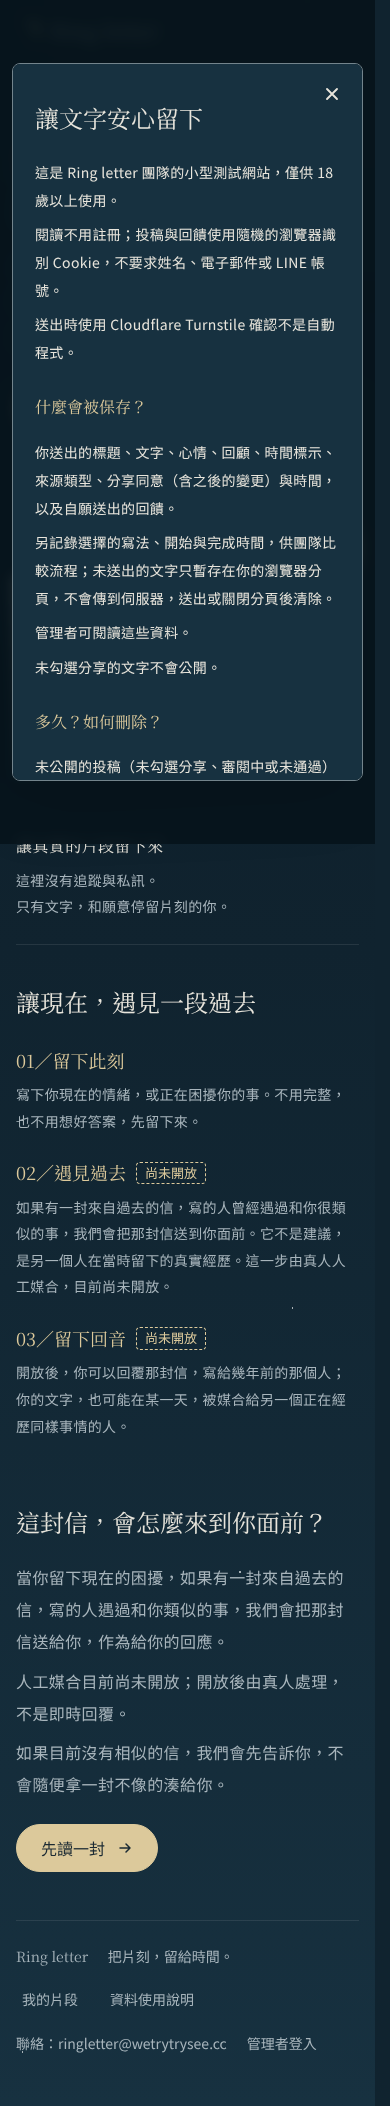 讓文字安心留下
這是 Ring letter 團隊的小型測試網站，僅供 18
歲以上使用。
閱讀不用註冊；投稿與回饋使用隨機的瀏覽器識
別 Cookie，不要求姓名、電子郵件或 LINE 帳
號。
送出時使用 Cloudflare Turnstile 確認不是自動
程式。
什麼會被保存？
你送出的標題、文字、心情、回顧、時間標示、
來源類型、分享同意（含之後的變更）與時間，
以及自願送出的回饋。
另記錄選擇的寫法、開始與完成時間，供團隊比
較流程；未送出的文字只暫存在你的瀏覽器分
頁，不會傳到伺服器，送出或關閉分頁後清除。
管理者可閱讀這些資料。
未勾選分享的文字不會公開。
多久？如何刪除？
未公開的投稿（未勾選分享、審閱中或未通過）
讓真實的片段留下來
這裡沒有追蹤與私訊。
只有文字，和願意停留片刻的你。
讓現在，遇見一段過去
01／留下此刻
寫下你現在的情緒，或正在困擾你的事。不用完整，
也不用想好答案，先留下來。
02／遇見過去 尚未開放
如果有一封來自過去的信，寫的人曾經遇過和你很類
似的事，我們會把那封信送到你面前。它不是建議，
是另一個人在當時留下的真實經歷。這一步由真人人
工媒合，目前尚未開放。
03／留下回音 尚未開放
開放後，你可以回覆那封信，寫給幾年前的那個人；
你的文字，也可能在某一天，被媒合給另一個正在經
歷同樣事情的人。
這封信，會怎麼來到你面前？
當你留下現在的困擾，如果有一封來自過去的
信，寫的人遇過和你類似的事，我們會把那封
信送給你，作為給你的回應。
人工媒合目前尚未開放；開放後由真人處理，
不是即時回覆。
如果目前沒有相似的信，我們會先告訴你，不
會隨便拿一封不像的湊給你。
先讀一封 →
Ring letter 把片刻，留給時間。
我的片段 資料使用說明
聯絡：ringletter@wetrytrysee.cc 管理者登入